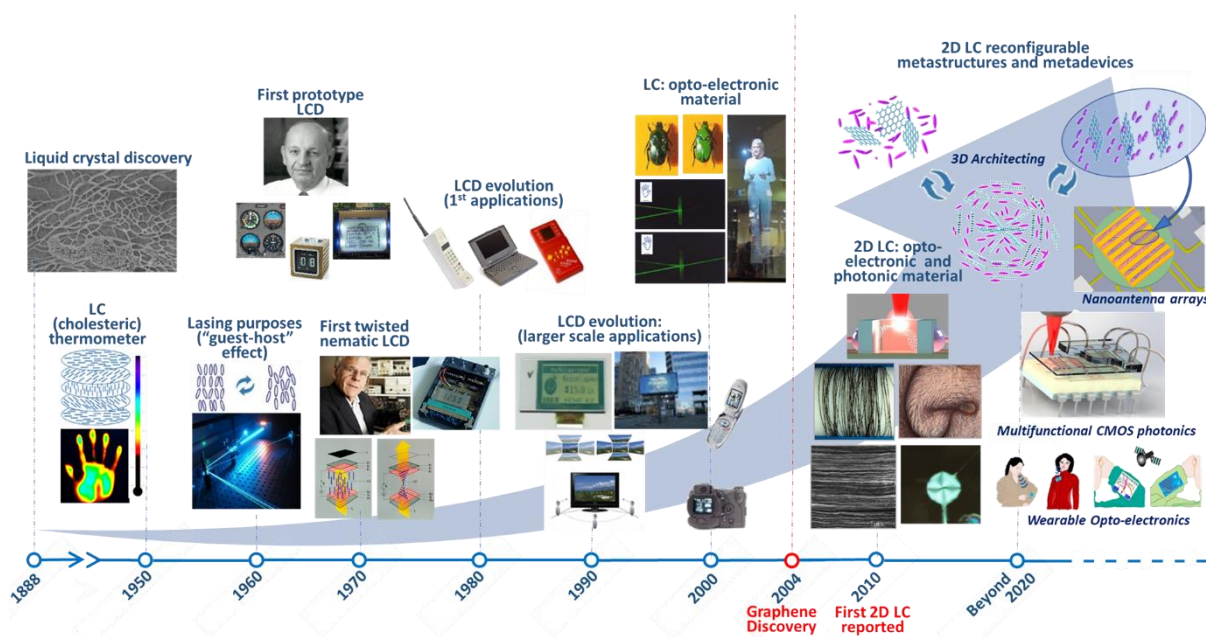 2D LC reconfigurable
metastructures and metadevices
First prototype
LCD
LC: opto-electronic
material
Liquid crystal discovery
3D Architecting
LCD evolution
(1st applications)
2D LC: opto-
electronic and
photonic material
Nanoantenna arrays
LC
(cholesteric)
thermometer
Lasing purposes
("guest-host"
effect)
First twisted
nematic LCD
LCD evolution:
(larger scale applications)
Multifunctional CMOS photonics
Wearable Opto-electronics
1888
1950
1960
1970
1980
1990
2000
2004
2010
Beyond
2020
Graphene
Discovery
First 2D LC
reported